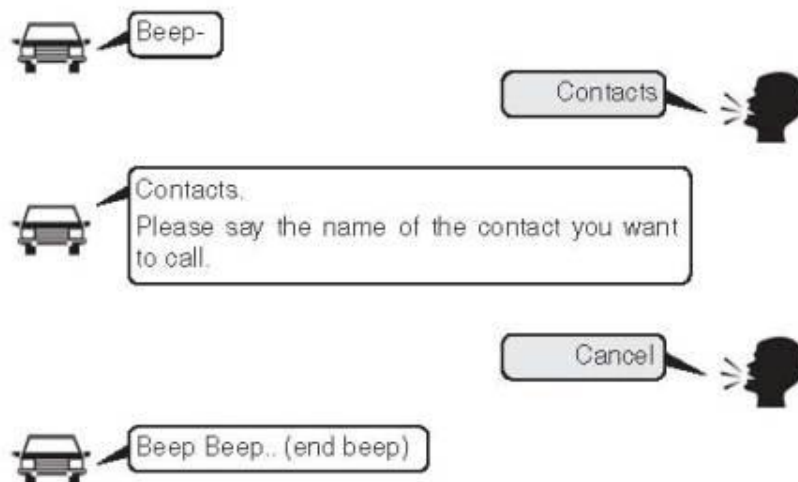 Beep-
Contacts
Contacts.
Please say the name of the contact you want
to call.
Cancel
Beep Beep.. (end beep)